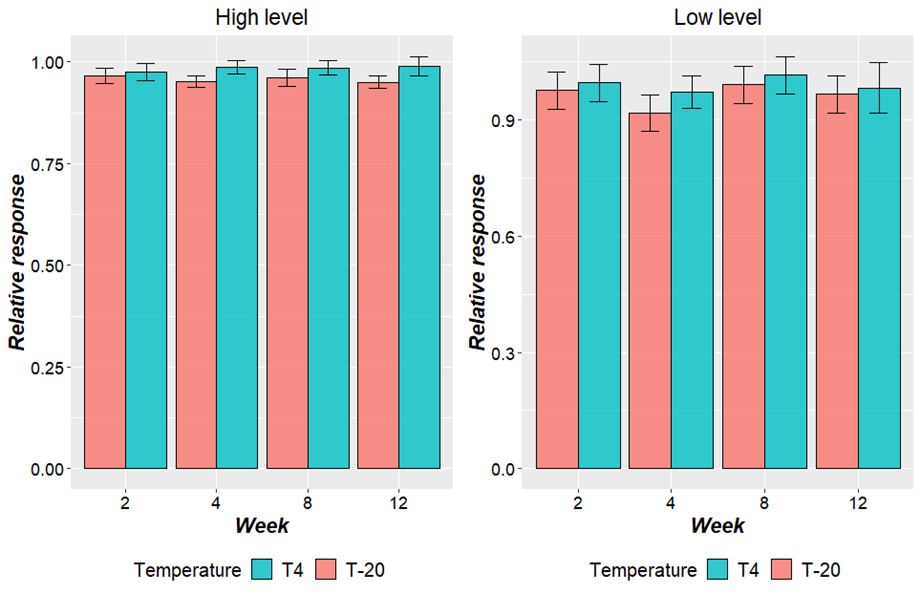 High level
Relative response
1.00
0.75
0.50
0.25
0.00
2 4 8 12
Week
Temperature T4 T-20
Low level
Relative response
0.9
0.6
0.3
0.0
2 4 8 12
Week
Temperature T4 T-20